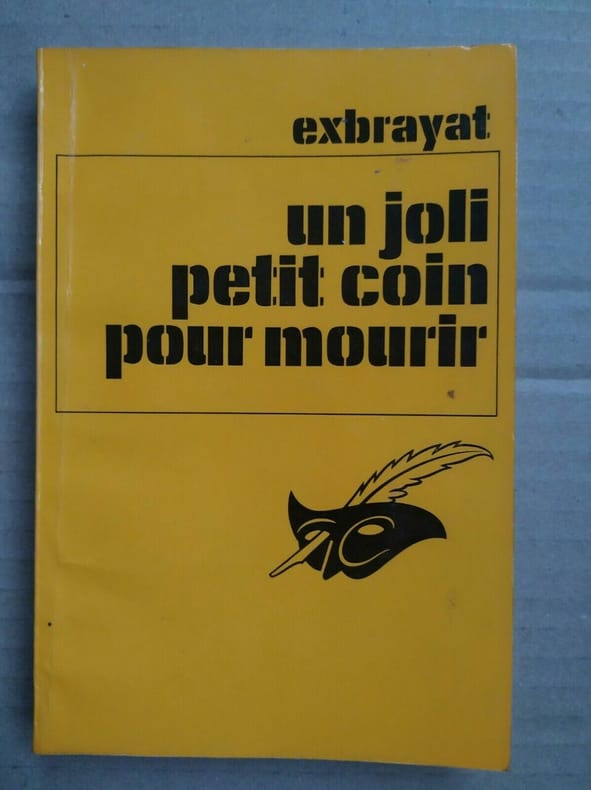 exbrayat
un joli
petit coin
pour mourir